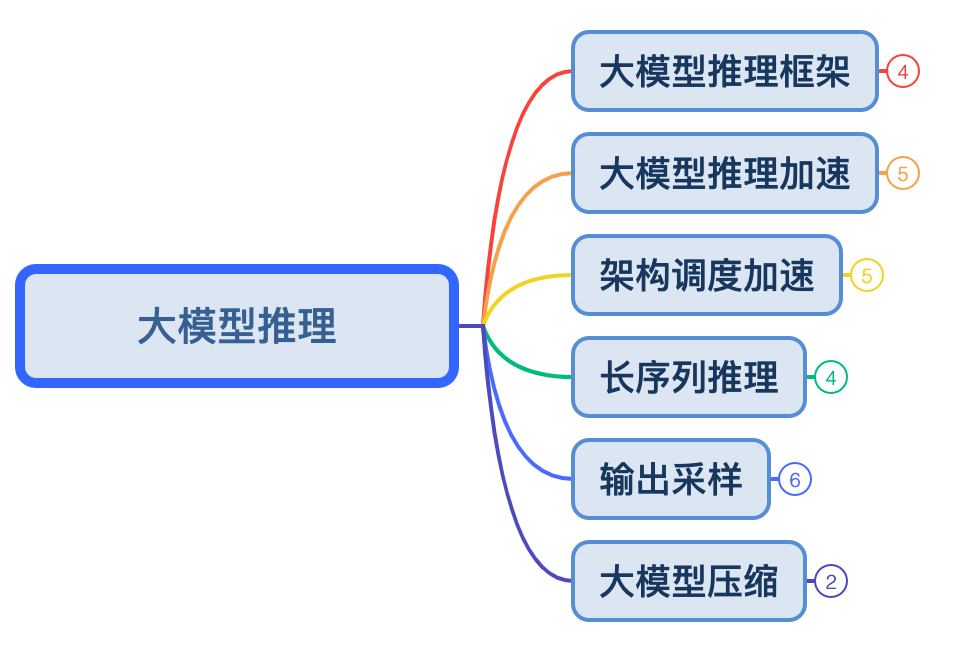 大模型推理
大模型推理框架
4
大模型推理加速
5
架构调度加速
5
长序列推理
4
输出采样
6
大模型压缩
2